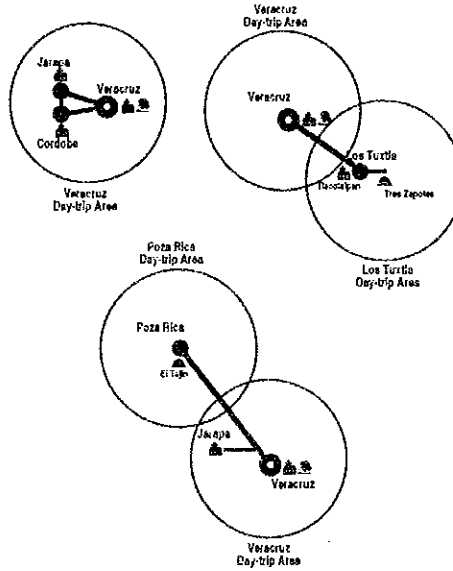 Jarapa
Veracruz
Cordoba
Veracruz
Day-trip Area
Veracruz
Day-trip Area
Veracruz
Los Tuxtla
Tlacotalpan
Tres Zapotes
Los Tuxtla
Day-trip Area
Poza Rica
Day-trip Area
Poza Rica
El Tajin
Jarapa
Veracruz
Veracruz
Day-trip Area